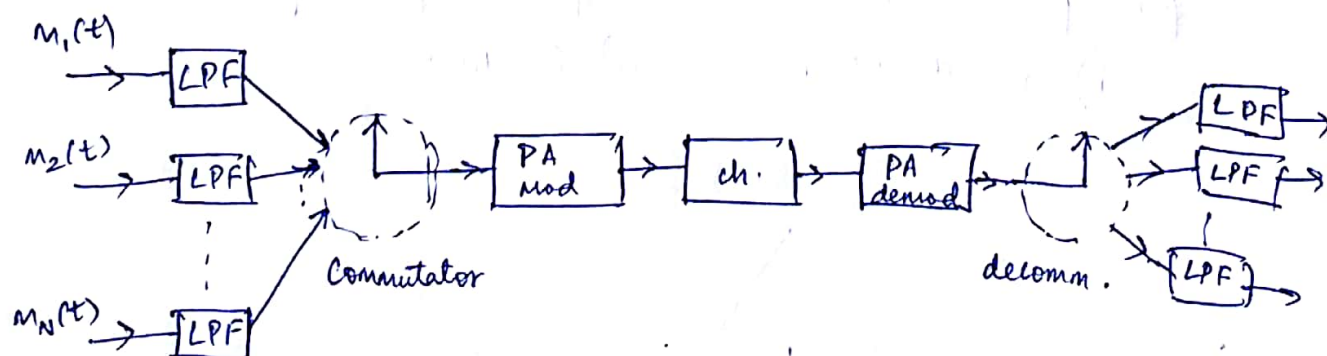 m₁(t)
LPF
m₂(t)
LPF
mN(t)
LPF
Commutator
PA
mod
ch.
PA
demod
decomm.
LPF
LPF
LPF